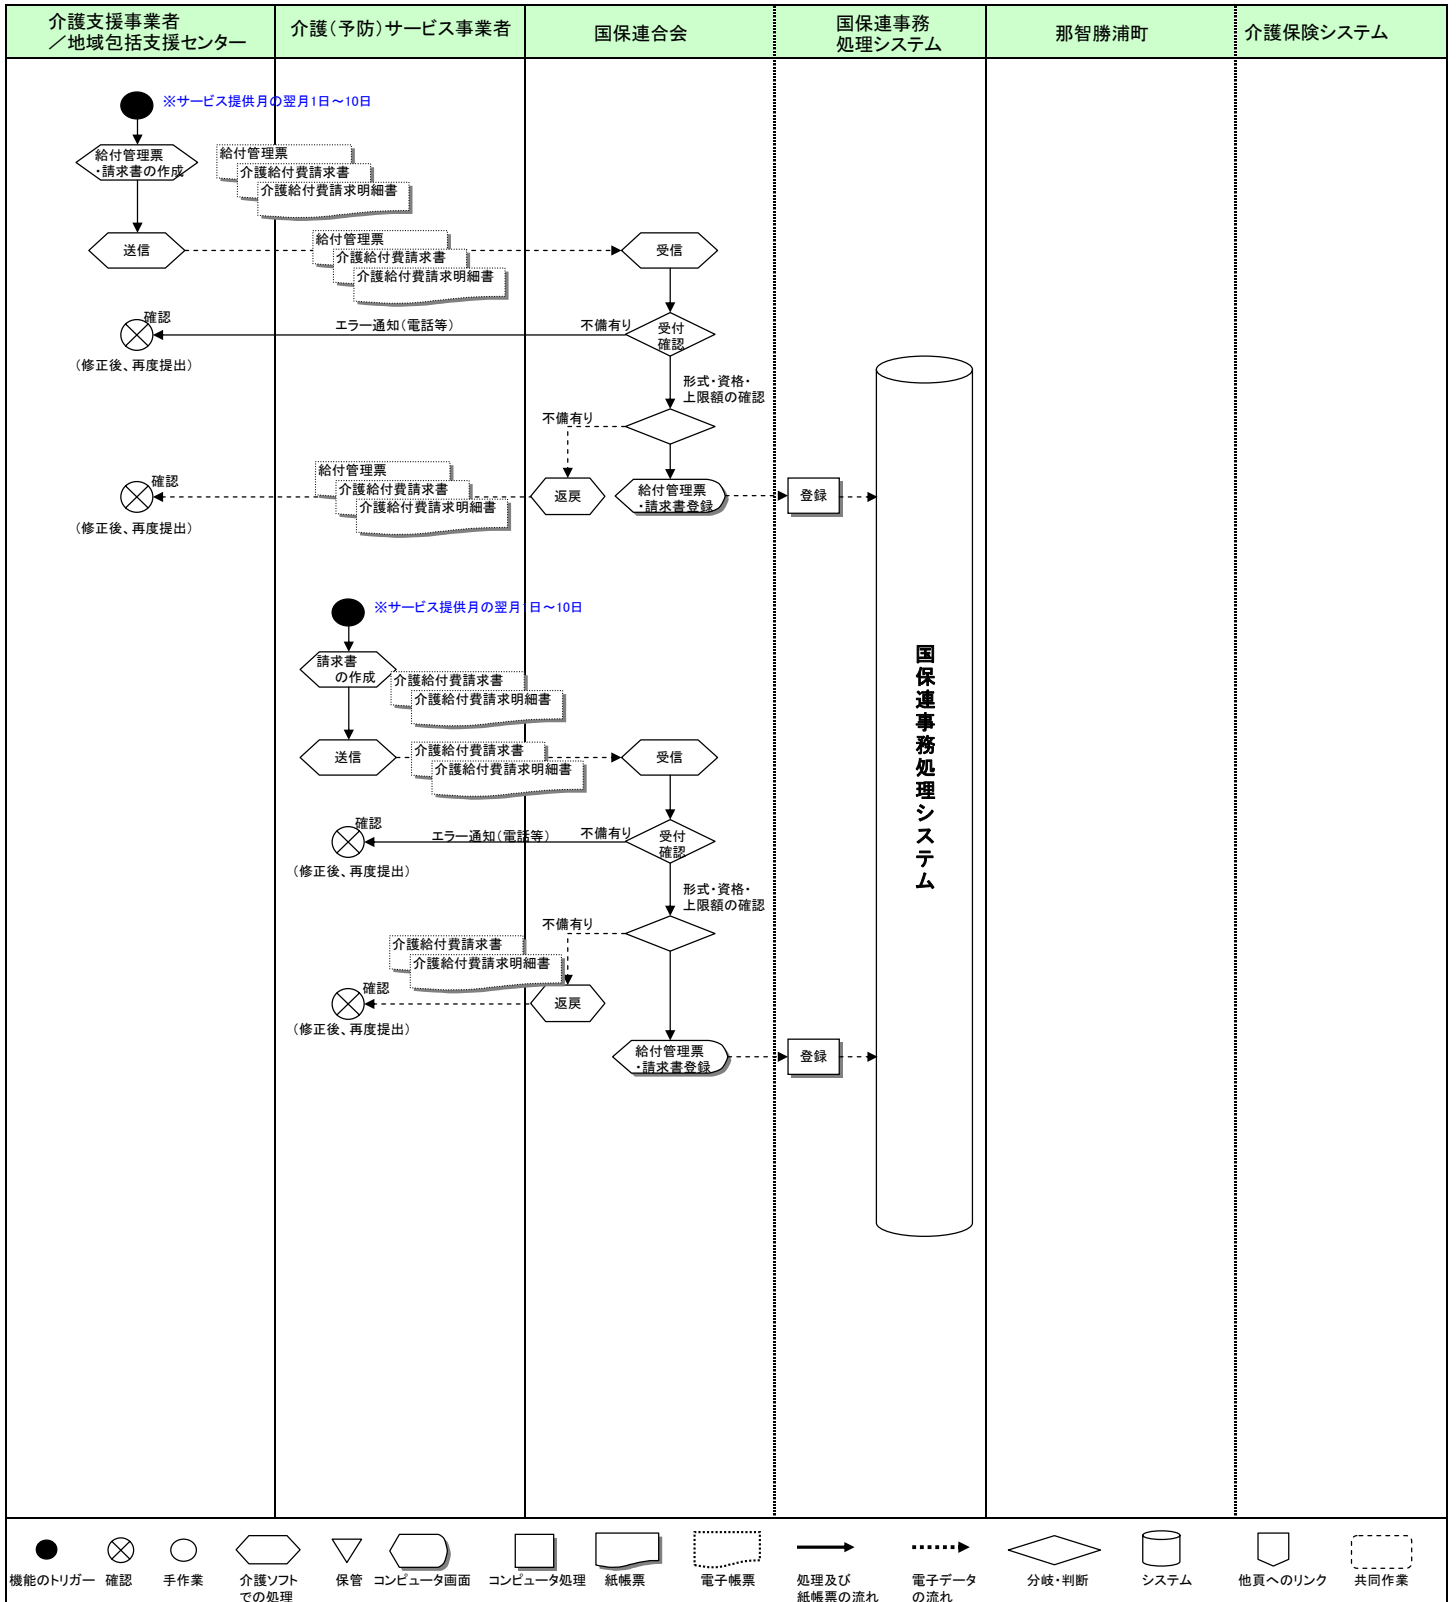 介護支援事業者
／地域包括支援センター
介護（予防）サービス事業者
国保連合会
国保連事務
処理システム
那智勝浦町
介護保険システム
※サービス提供月の翌月1日～10日
給付管理票
・請求書の作成
給付管理票
介護給付費請求書
介護給付費請求明細書
送信
給付管理票
介護給付費請求書
介護給付費請求明細書
受信
確認
エラー通知（電話等）
不備有り
受付
確認
（修正後、再度提出）
形式・資格・
上限額の確認
不備有り
確認
給付管理票
介護給付費請求書
介護給付費請求明細書
返戻
給付管理票
・請求書登録
登録
（修正後、再度提出）
※サービス提供月の翌月1日～10日
請求書
の作成
介護給付費請求書
介護給付費請求明細書
国保連事務処理システム
送信
介護給付費請求書
介護給付費請求明細書
受信
確認
エラー通知（電話等）
不備有り
受付
確認
（修正後、再度提出）
形式・資格・
上限額の確認
不備有り
介護給付費請求書
介護給付費請求明細書
確認
返戻
（修正後、再度提出）
給付管理票
・請求書登録
登録
機能のトリガー
確認
手作業
介護ソフト
での処理
保管
コンピュータ画面
コンピュータ処理
紙帳票
電子帳票
処理及び
紙帳票の流れ
電子データ
の流れ
分岐・判断
システム
他頁へのリンク
共同作業